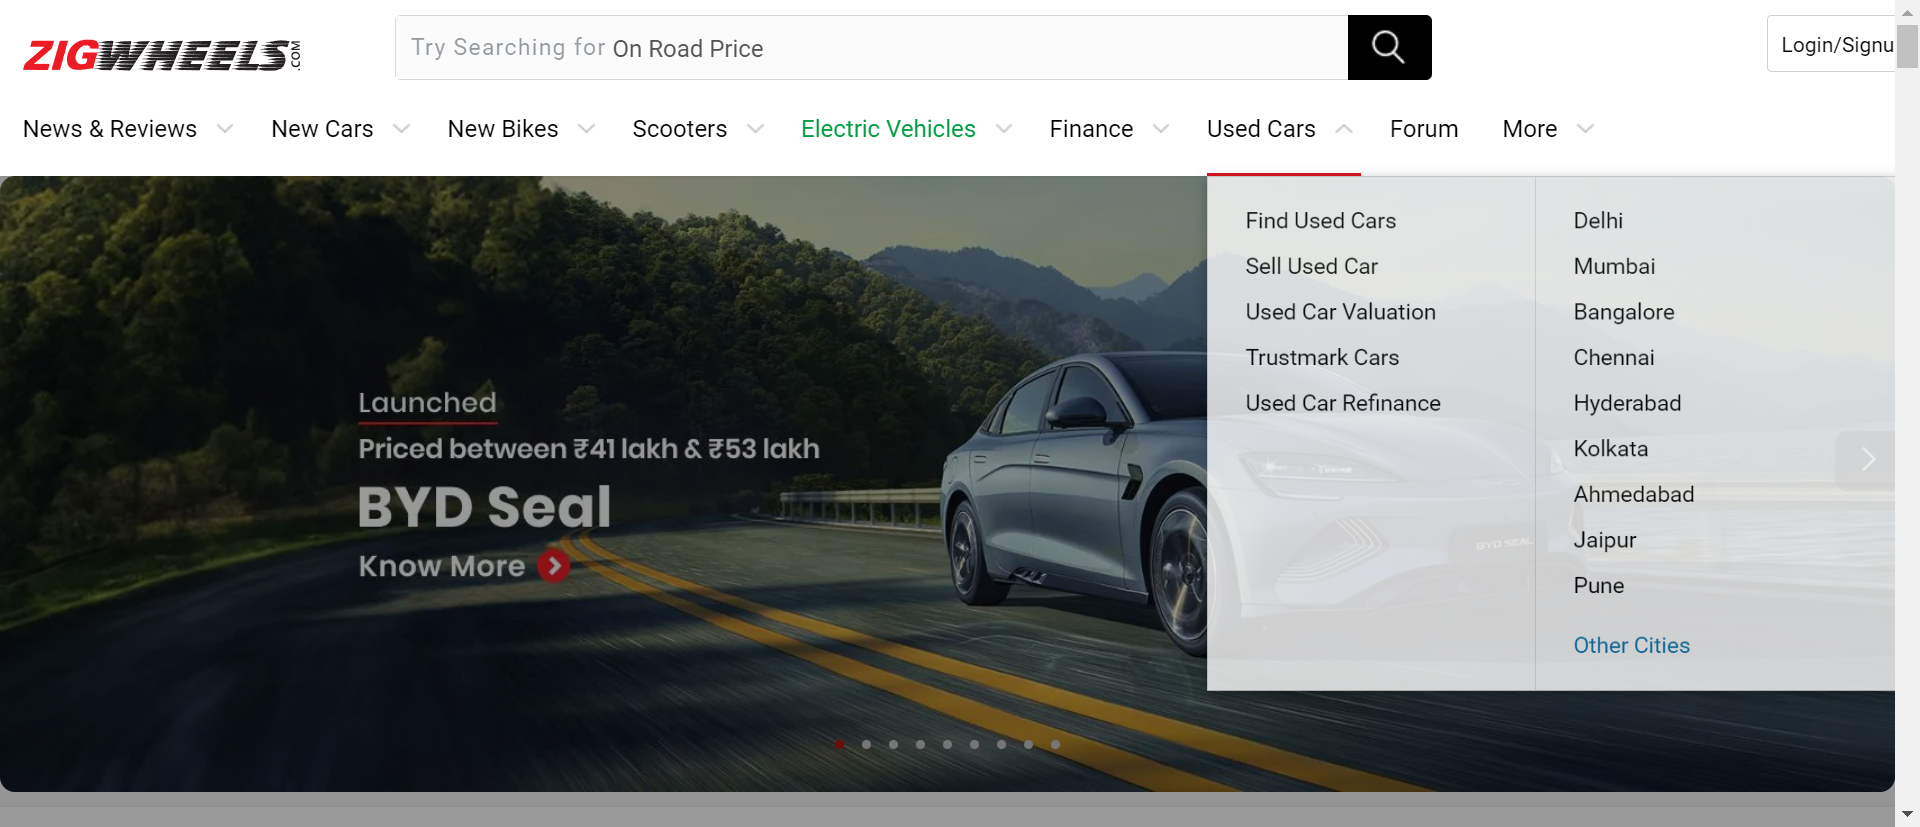 ZIGWHEELS.COM
Try Searching for On Road Price
Login/Signu
News & Reviews
New Cars
New Bikes
Scooters
Electric Vehicles
Finance
Used Cars
Forum
More
Find Used Cars
Sell Used Car
Used Car Valuation
Trustmark Cars
Used Car Refinance
Delhi
Mumbai
Bangalore
Chennai
Hyderabad
Kolkata
Ahmedabad
Jaipur
Pune
Other Cities
Launched
Priced between ₹41 lakh & ₹53 lakh
BYD Seal
Know More
BYD SEAL